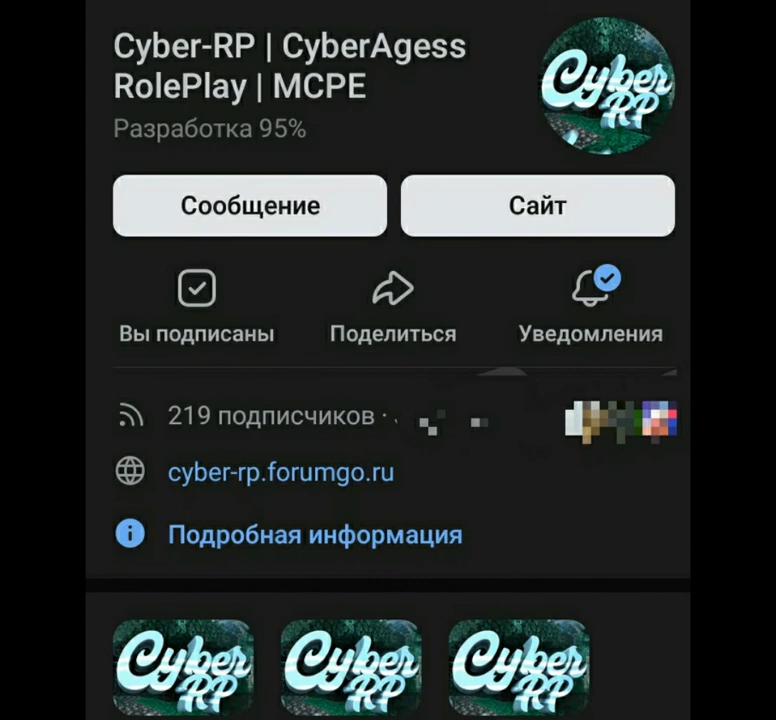 Cyber-RP | CyberAgess
RolePlay | MCPE
Cyber
RP
Разработка 95%
Сообщение
Сайт
Вы подписаны
Поделиться
Уведомления
219 подписчиков ·
cyber-rp.forumgo.ru
Подробная информация
Cyber
RP
Cyber
RP
Cyber
RP